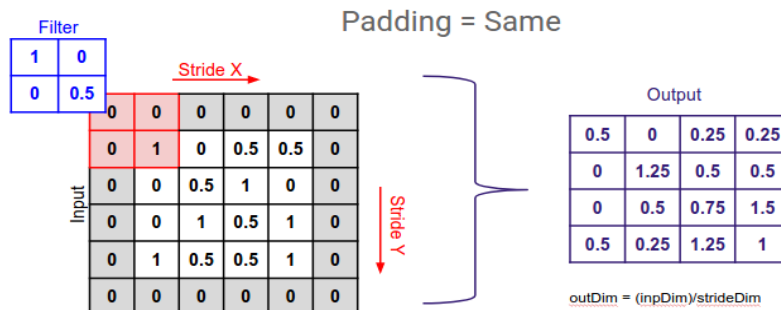 Padding = Same
Filter
1 0
0 0.5
Stride X
Input
0 0 0 0 0 0
0 1 0 0.5 0.5 0
0 0 0.5 1 0 0
0 0 1 0.5 1 0
0 1 0.5 0.5 1 0
0 0 0 0 0 0
Stride Y
Output
0.5 0 0.25 0.25
0 1.25 0.5 0.5
0 0.5 0.75 1.5
0.5 0.25 1.25 1
outDim = (inpDim)/strideDim